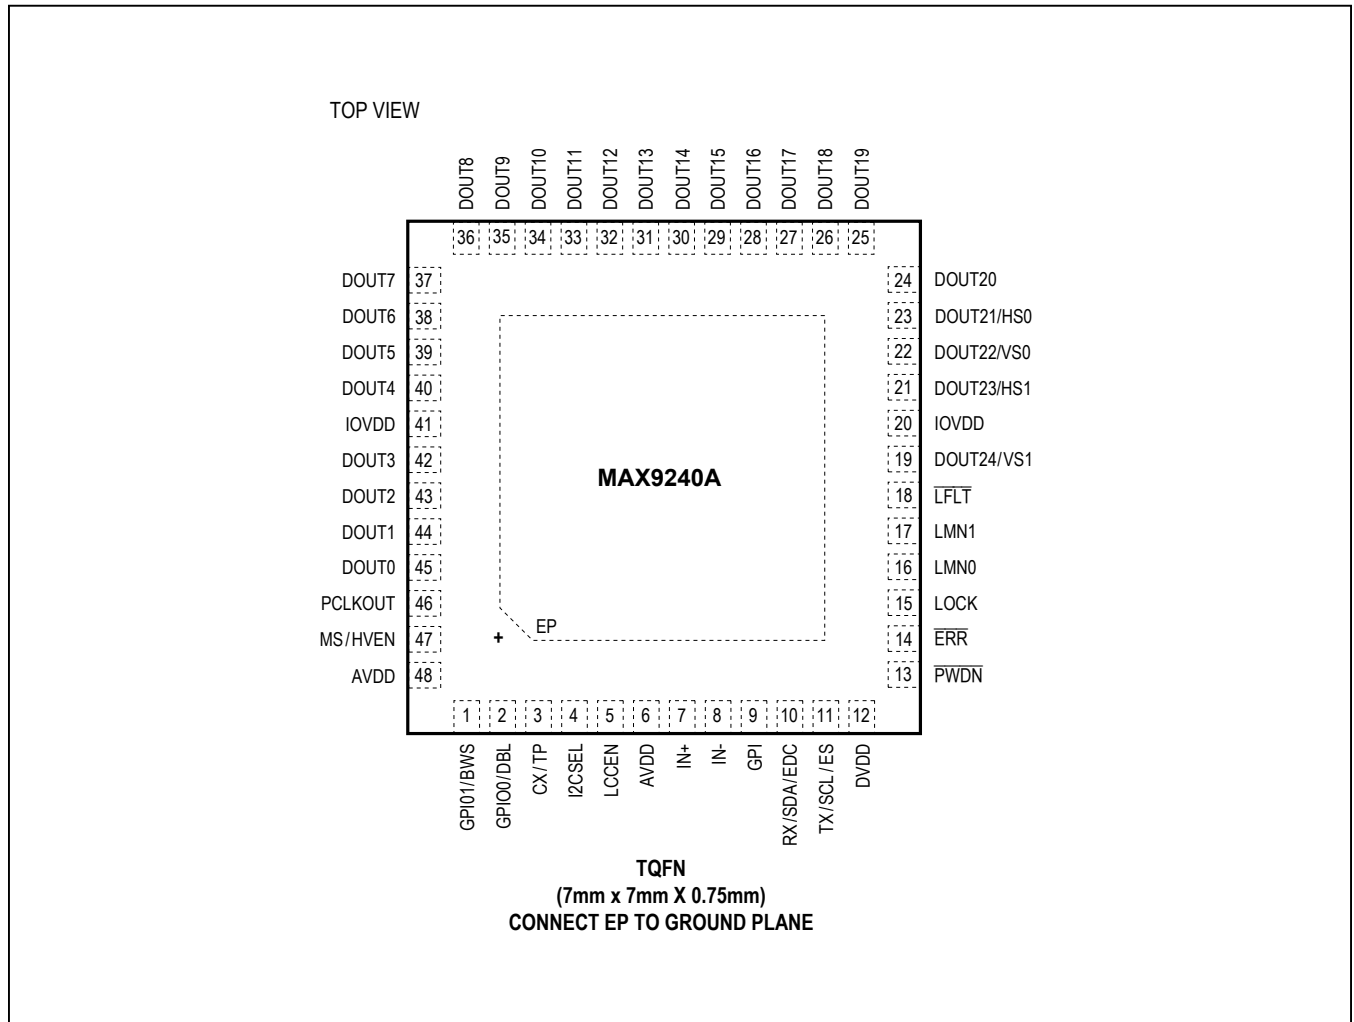 TOP VIEW
DOUT8
DOUT9
DOUT10
DOUT11
DOUT12
DOUT13
DOUT14
DOUT15
DOUT16
DOUT17
DOUT18
DOUT19
36 35 34 33 32 31 30 29 28 27 26 25
DOUT7 37
DOUT6 38
DOUT5 39
DOUT4 40
IOVDD 41
DOUT3 42
DOUT2 43
DOUT1 44
DOUT0 45
PCLKOUT 46
MS/HVEN 47
AVDD 48
24 DOUT20
23 DOUT21/HS0
22 DOUT22/VS0
21 DOUT23/HS1
20 IOVDD
19 DOUT24/VS1
18 LFLT
17 LMN1
16 LMN0
15 LOCK
14 ERR
13 PWDN
MAX9240A
+
EP
1 2 3 4 5 6 7 8 9 10 11 12
GPI01/BWS
GPIO0/DBL
CX/TP
I2CSEL
LCCEN
AVDD
IN+
IN-
GPI
RX/SDA/EDC
TX/SCL/ES
DVDD
TQFN
(7mm x 7mm X 0.75mm)
CONNECT EP TO GROUND PLANE